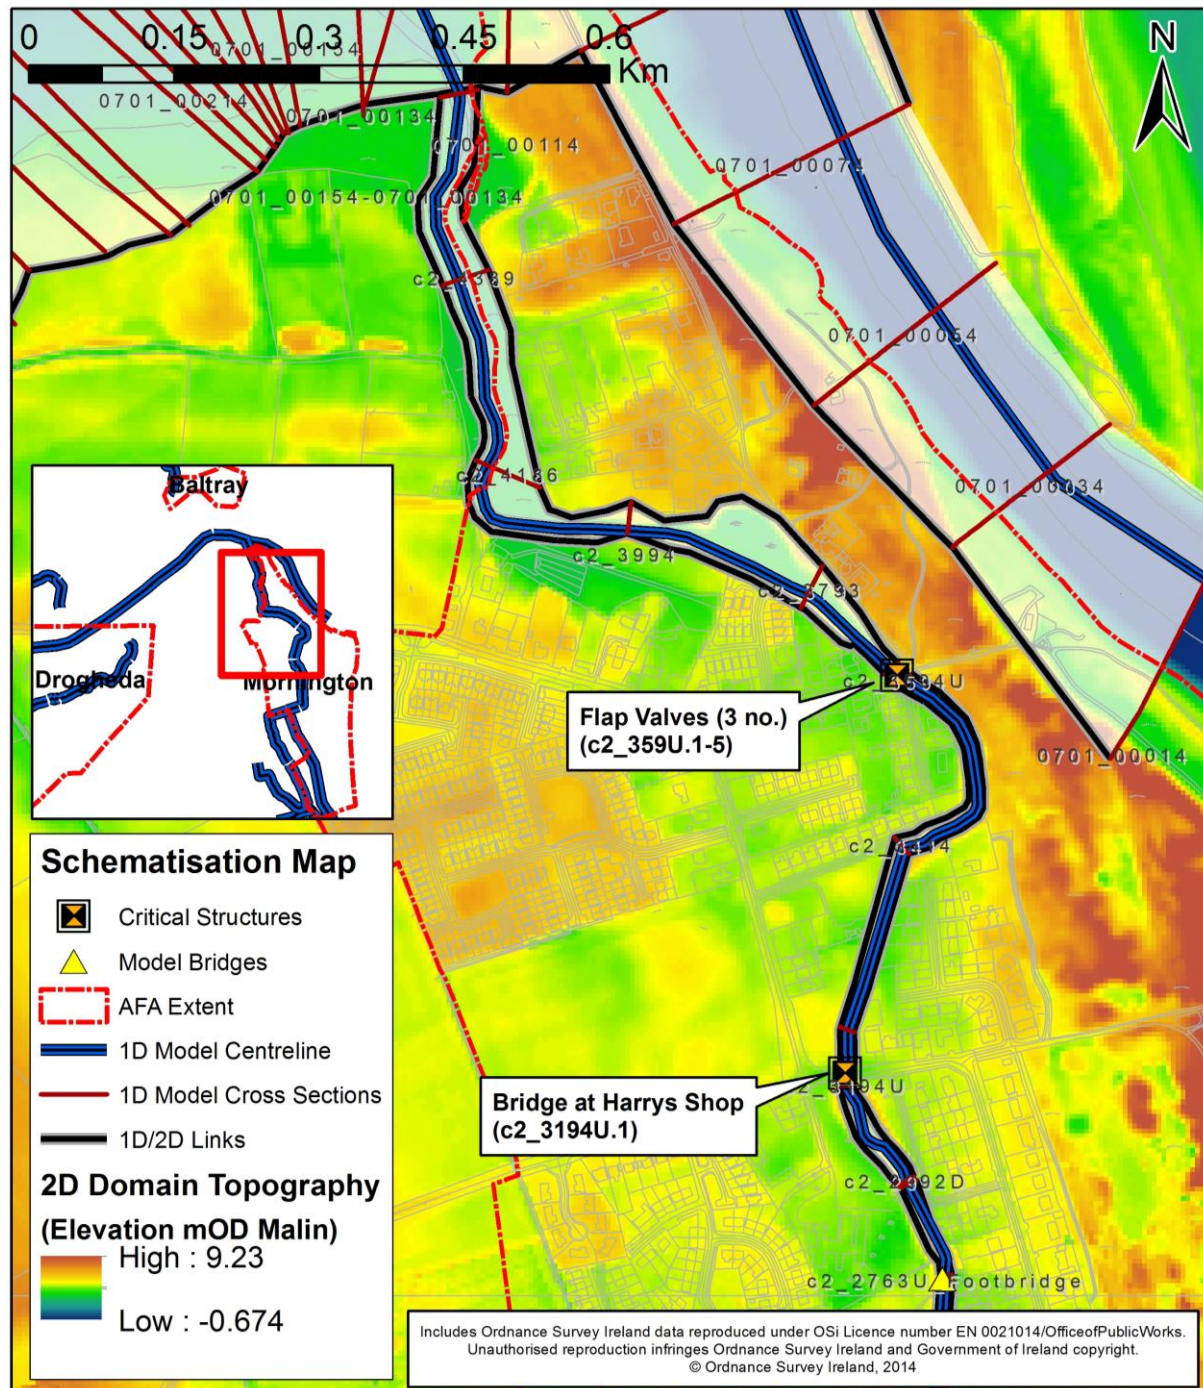 0 0.15 0.3 0.45 0.6
Km
N
0701_00154
0701_00214
0701_00134
0701_00114
0701_00154-0701_00134
0701_00074
c2_4389
0701_00054
c2_4186
0701_00034
c2_3994
c2_3793
Flap Valves (3 no.)
(c2_359U.1-5)
0701_00014
c2_3414
Bridge at Harrys Shop
(c2_3194U.1)
c2_2992D
c2_2763U_Footbridge
Baltray
Drogheda
Mornington
Schematisation Map
Critical Structures
Model Bridges
AFA Extent
1D Model Centreline
1D Model Cross Sections
1D/2D Links
2D Domain Topography
(Elevation mOD Malin)
High : 9.23
Low : -0.674
Includes Ordnance Survey Ireland data reproduced under OSi Licence number EN 0021014/OfficeofPublicWorks.
Unauthorised reproduction infringes Ordnance Survey Ireland and Government of Ireland copyright.
© Ordnance Survey Ireland, 2014